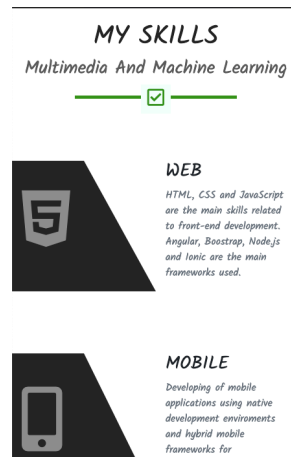 MY SKILLS
Multimedia And Machine Learning
WEB
HTML, CSS and JavaScript
are the main skills related
to front-end development.
Angular, Boostrap, Node.js
and Ionic are the main
frameworks used.
MOBILE
Developing of mobile
applications using native
development enviroments
and hybrid mobile
frameworks for